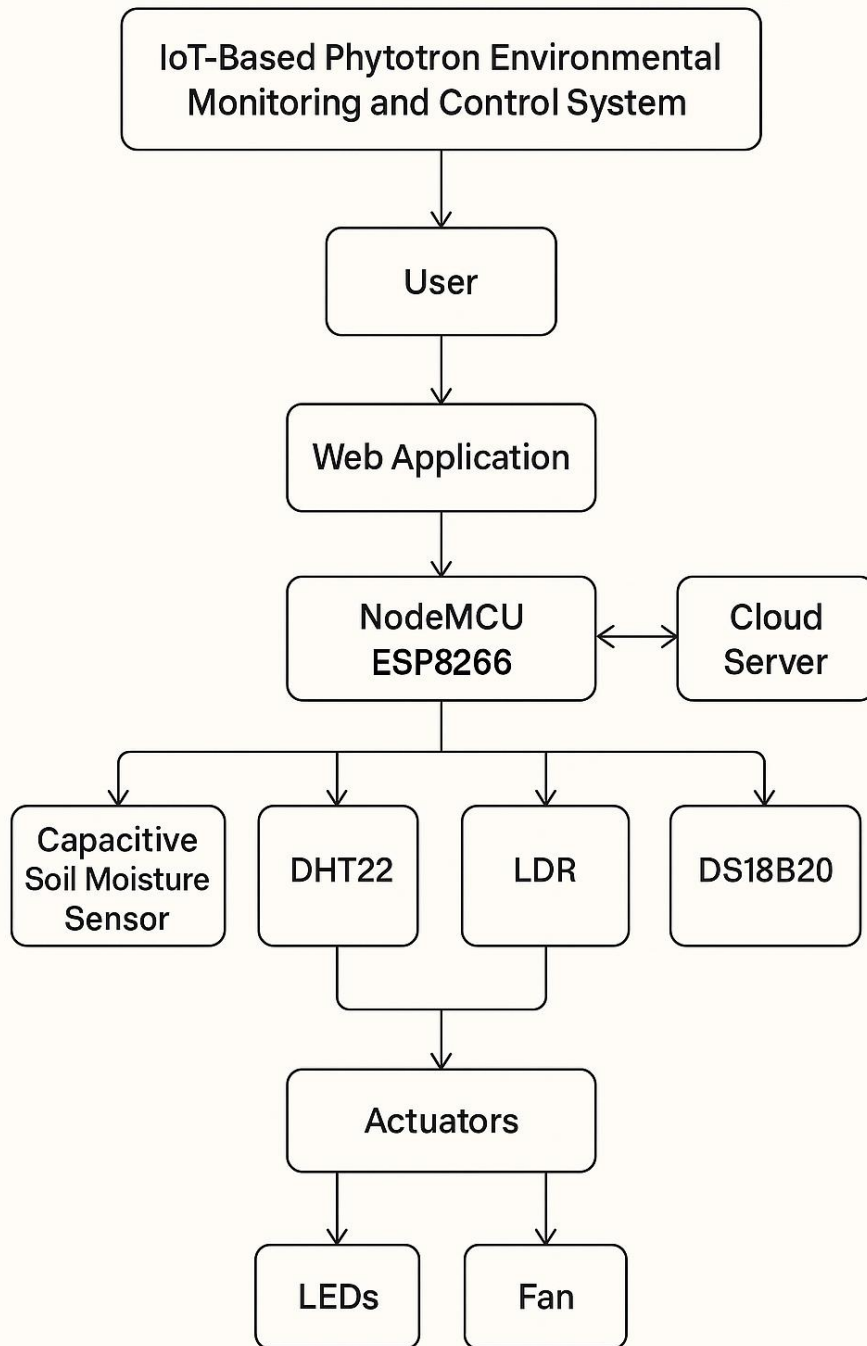 IoT-Based Phytotron Environmental
Monitoring and Control System
User
Web Application
NodeMCU
ESP8266
Cloud
Server
Capacitive
Soil Moisture
Sensor
DHT22
LDR
DS18B20
Actuators
LEDs
Fan